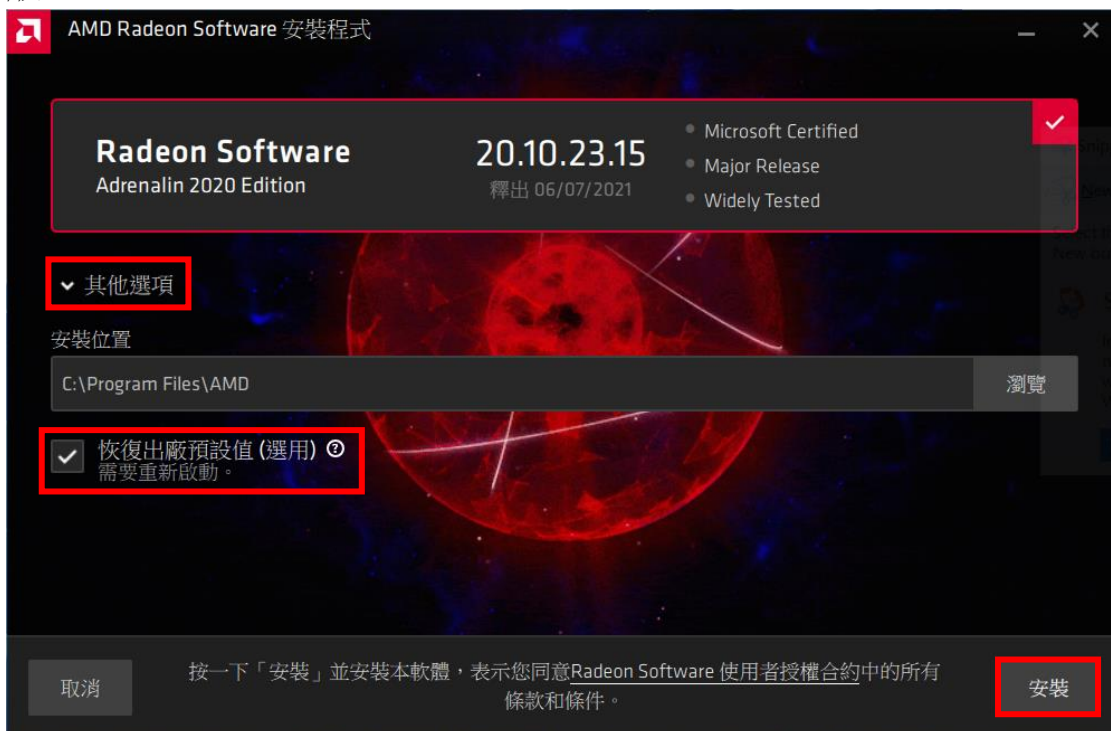 AMD Radeon Software 安裝程式
Radeon Software
Adrenalin 2020 Edition
20.10.23.15
釋出 06/07/2021
Microsoft Certified
Major Release
Widely Tested
其他選項
安裝位置
C:\Program Files\AMD
瀏覽
恢復出廠預設值 (選用)
需要重新啟動。
取消
按一下「安裝」並安裝本軟體，表示您同意Radeon Software 使用者授權合約中的所有
條款和條件。
安裝